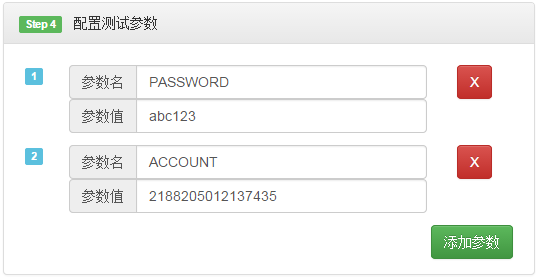 Step 4 配置测试参数
1 参数名 PASSWORD X
参数值 abc123
2 参数名 ACCOUNT X
参数值 2188205012137435
添加参数